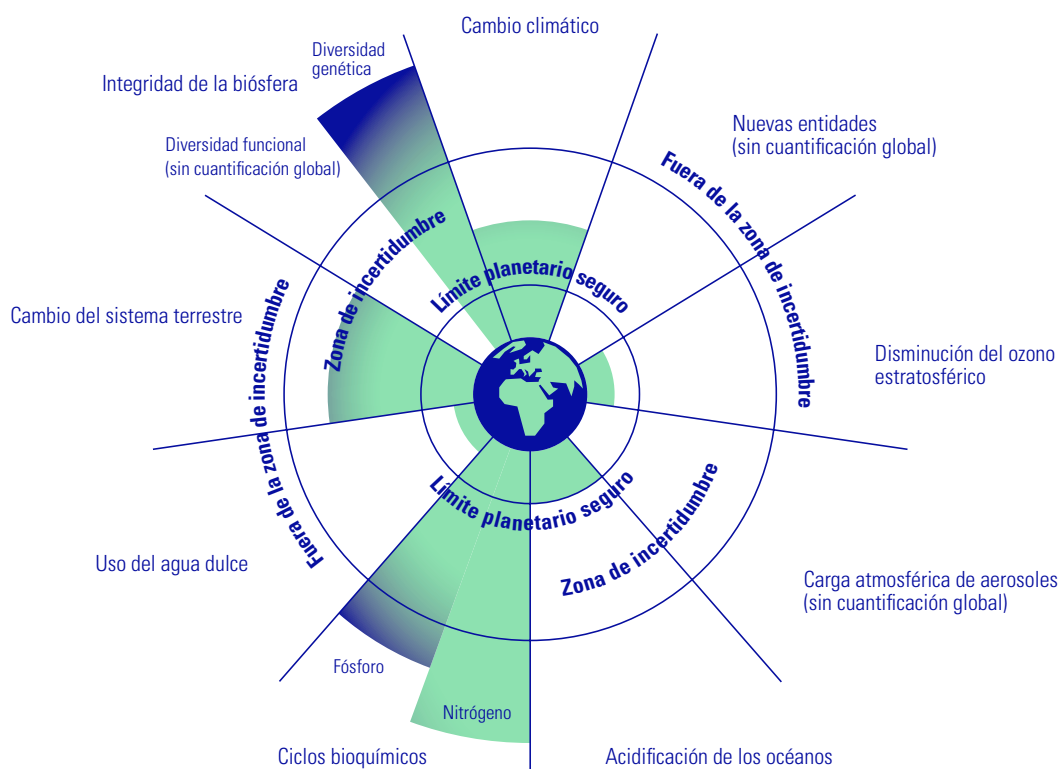 Cambio climático
Diversidad
genética
Integridad de la biósfera
Diversidad funcional
(sin cuantificación global)
Nuevas entidades
(sin cuantificación global)
Fuera de la zona de incertidumbre
Zona de incertidumbre
Límite planetario seguro
Cambio del sistema terrestre
Fuera de la zona de incertidumbre
Disminución del ozono
estratosférico
Límite planetario seguro
Zona de incertidumbre
Uso del agua dulce
Carga atmosférica de aerosoles
(sin cuantificación global)
Fósforo
Nitrógeno
Ciclos bioquímicos
Acidificación de los océanos